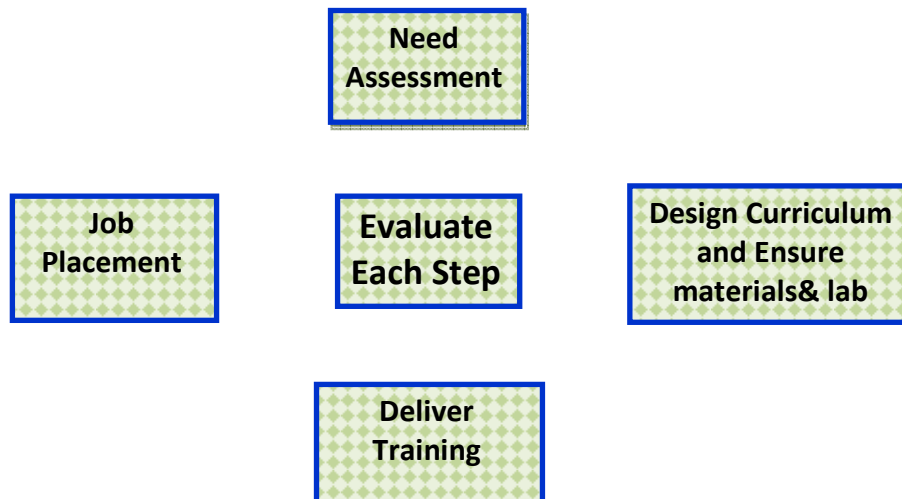 Need
Assessment
Job
Placement
Evaluate
Each Step
Design Curriculum
and Ensure
materials& lab
Deliver
Training